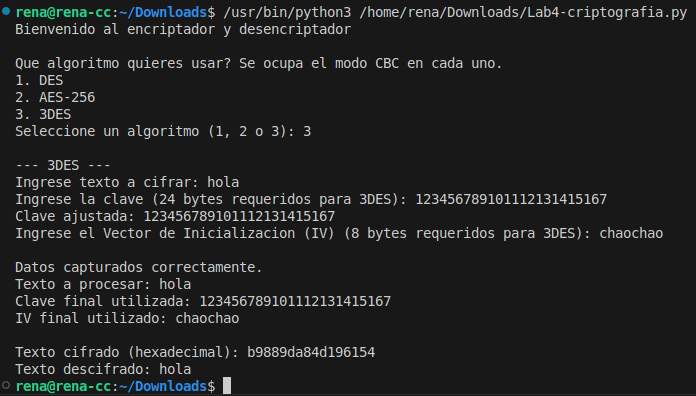 rena@rena-cc:~/Downloads$ /usr/bin/python3 /home/rena/Downloads/Lab4-criptografia.py
Bienvenido al encriptador y desencriptador
Que algoritmo quieres usar? Se ocupa el modo CBC en cada uno.
1. DES
2. AES-256
3. 3DES
Seleccione un algoritmo (1, 2 o 3): 3
--- 3DES ---
Ingrese texto a cifrar: hola
Ingrese la clave (24 bytes requeridos para 3DES): 123456789101112131415167
Clave ajustada: 123456789101112131415167
Ingrese el Vector de Inicializacion (IV) (8 bytes requeridos para 3DES): chaochao
Datos capturados correctamente.
Texto a procesar: hola
Clave final utilizada: 123456789101112131415167
IV final utilizado: chaochao
Texto cifrado (hexadecimal): b9889da84d196154
Texto descifrado: hola
rena@rena-cc:~/Downloads$